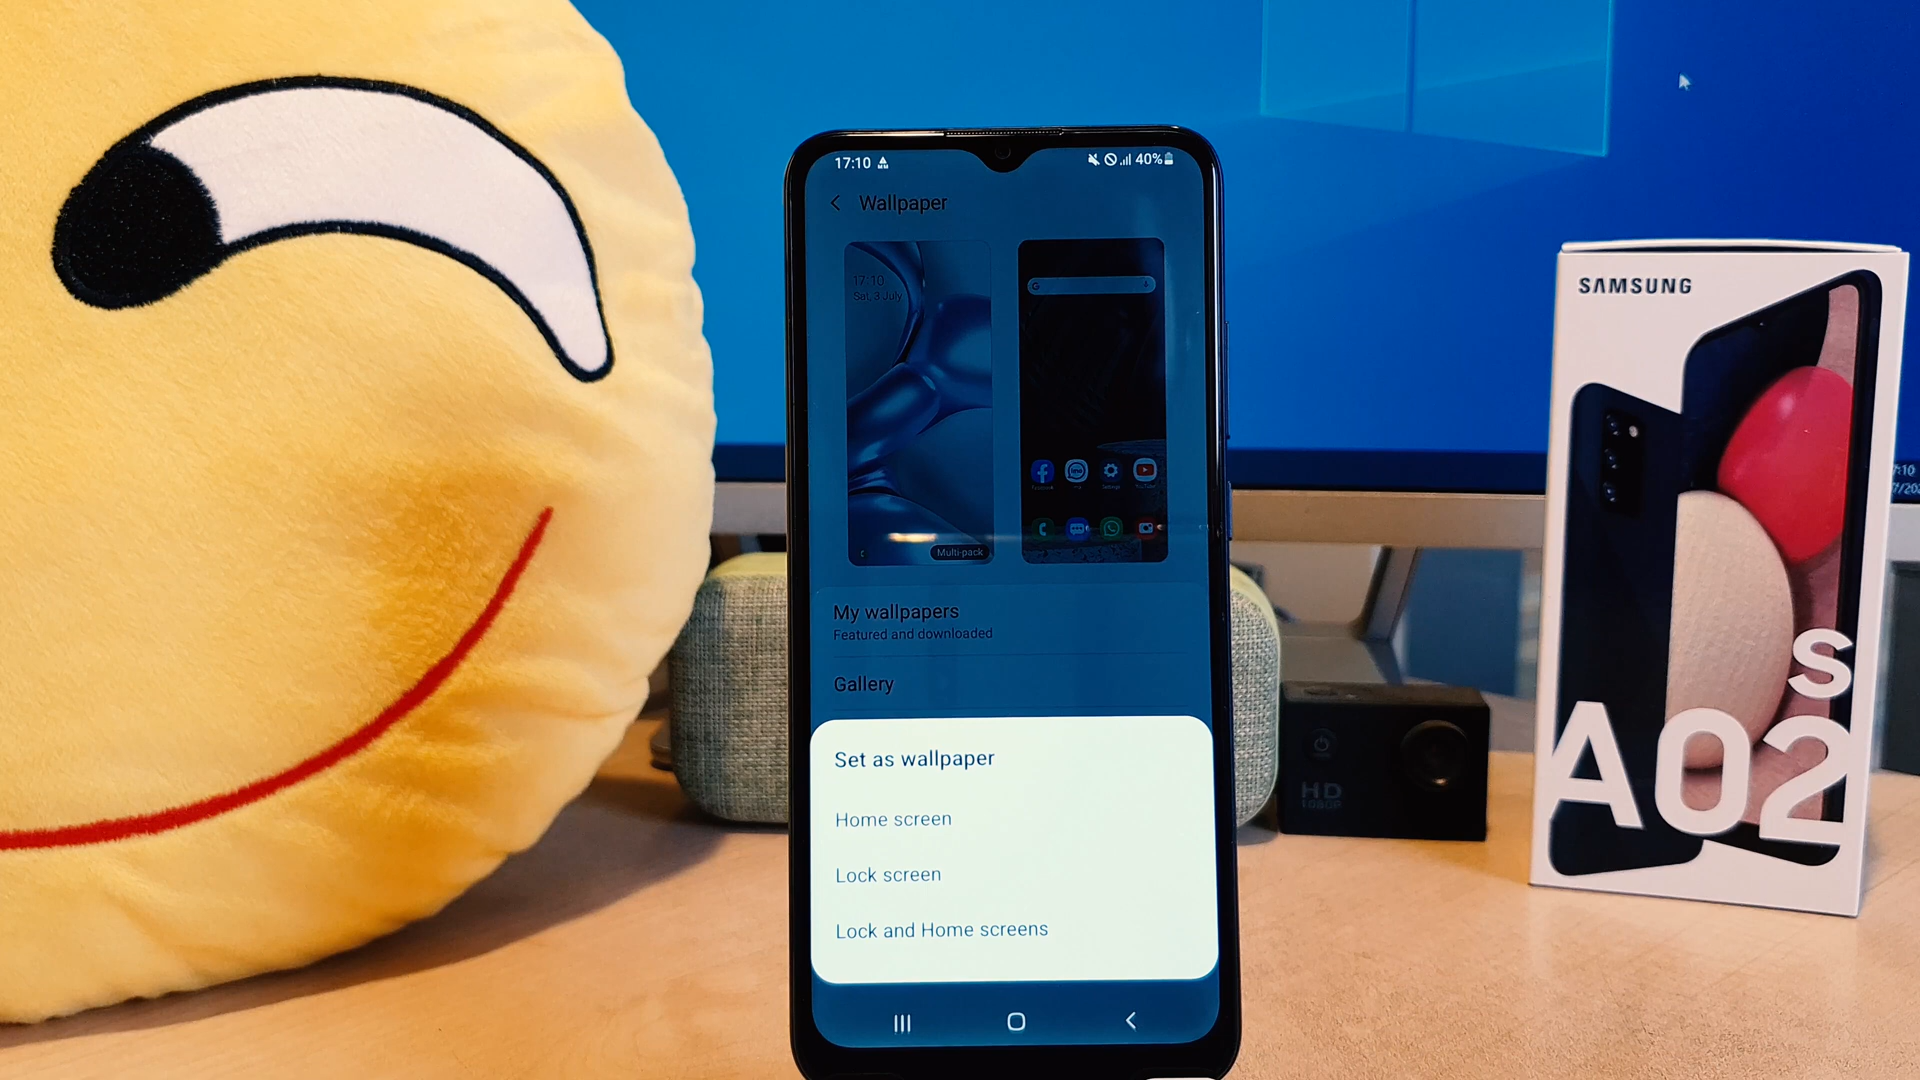 17:10
40%
Wallpaper
17:10
Sat, 3 July
G
Multi-pack
My wallpapers
Featured and downloaded
Gallery
Set as wallpaper
Home screen
Lock screen
Lock and Home screens
HD
1080P
SAMSUNG
A02
s